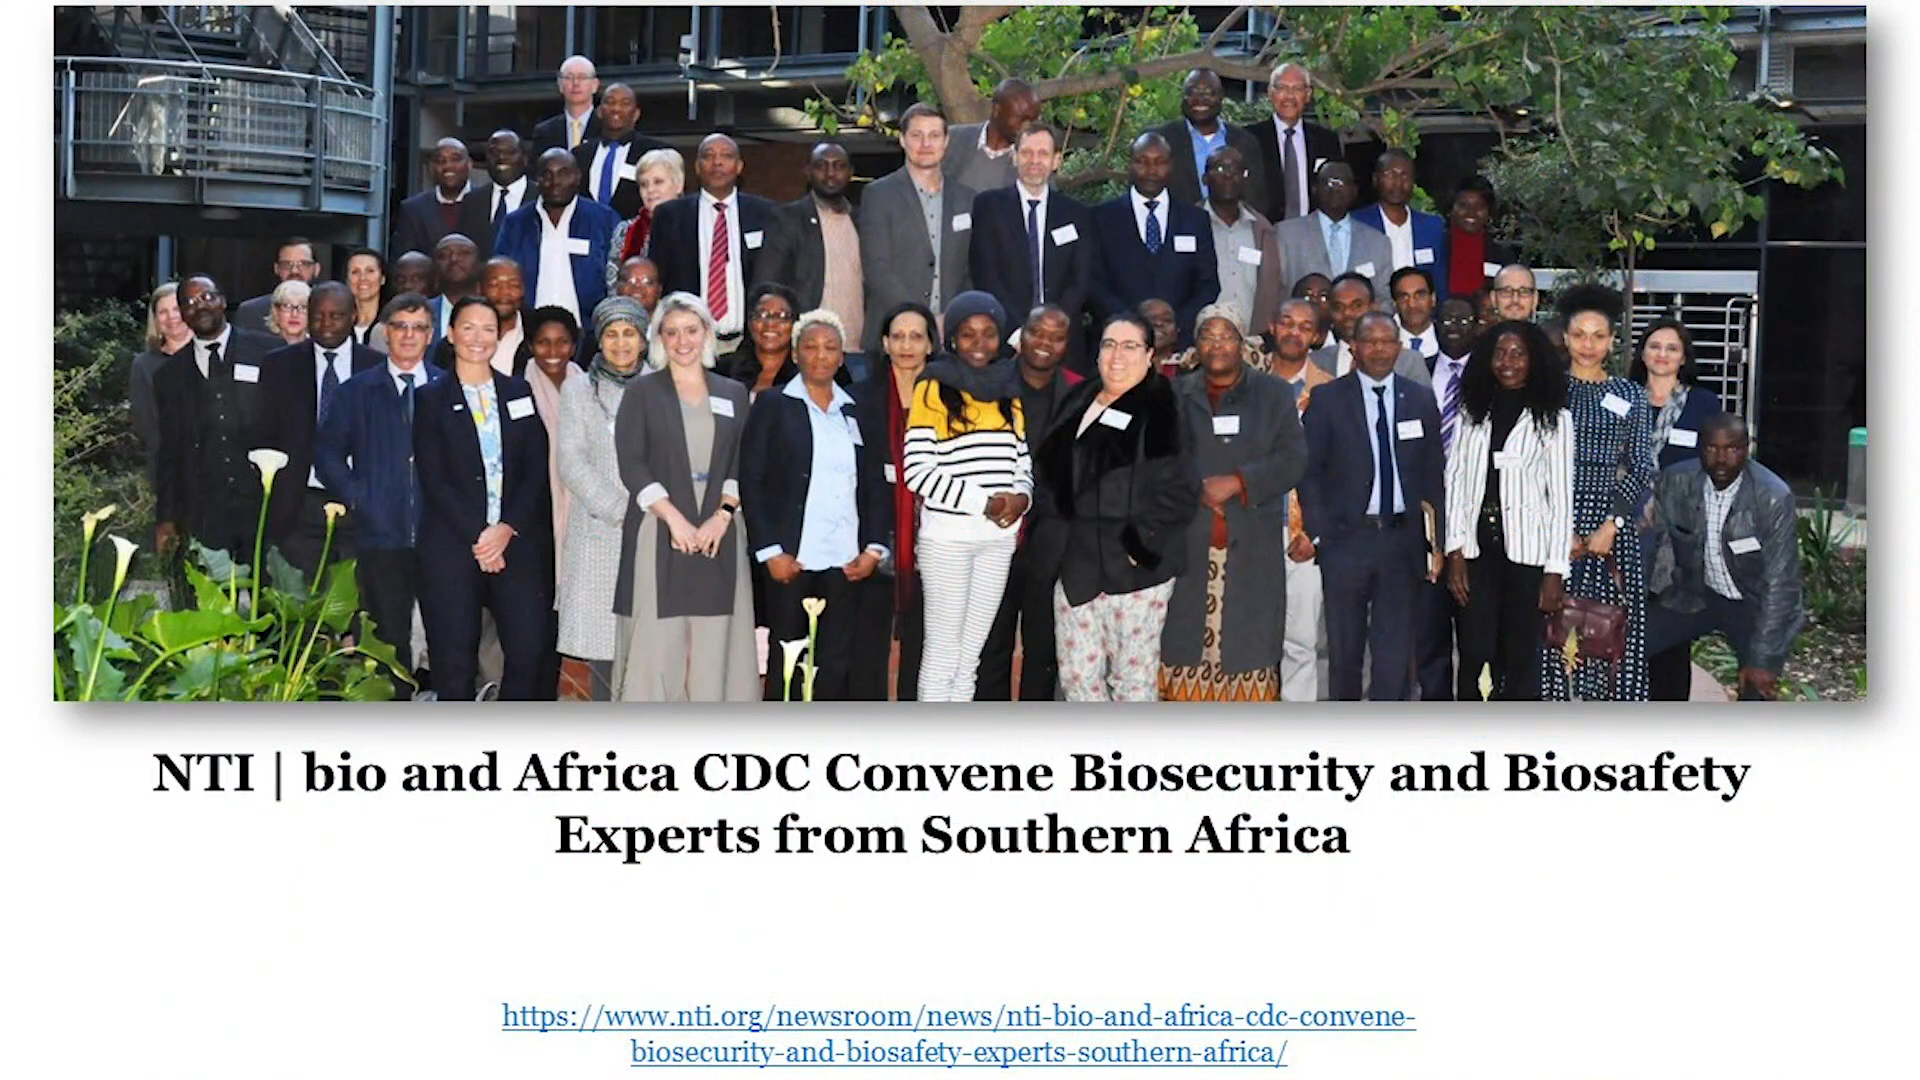 NTI | bio and Africa CDC Convene Biosecurity and Biosafety
Experts from Southern Africa
https://www.nti.org/newsroom/news/nti-bio-and-africa-cdc-convene-
biosecurity-and-biosafety-experts-southern-africa/